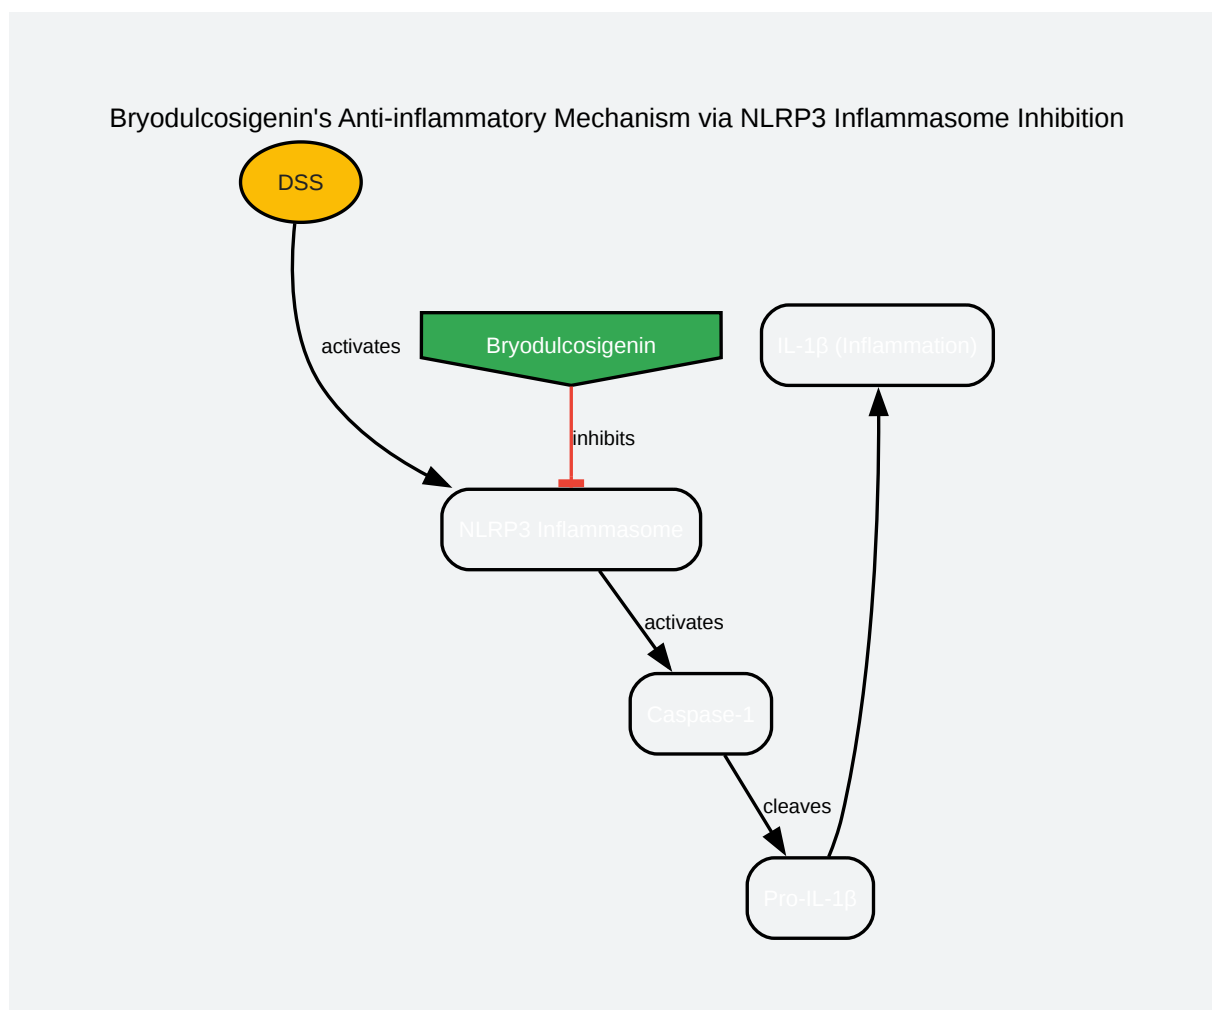 Bryodulcosigenin's Anti-inflammatory Mechanism via NLRP3 Inflammasome Inhibition
DSS
activates
Bryodulcosigenin
IL-1β (Inflammation)
inhibits
NLRP3 Inflammasome
activates
Caspase-1
cleaves
Pro-IL-1β